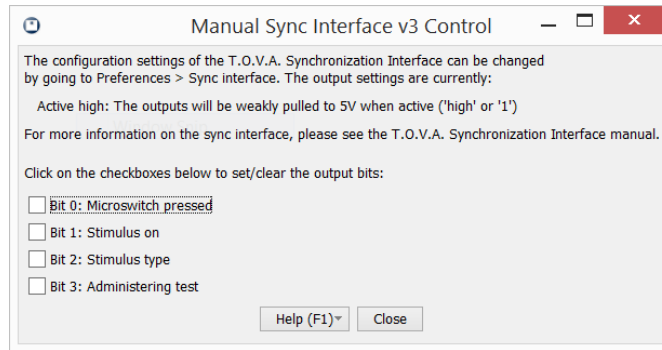 Manual Sync Interface v3 Control
The configuration settings of the T.O.V.A. Synchronization Interface can be changed
by going to Preferences > Sync interface. The output settings are currently:
Active high: The outputs will be weakly pulled to 5V when active ('high' or '1')
For more information on the sync interface, please see the T.O.V.A. Synchronization Interface manual.
Click on the checkboxes below to set/clear the output bits:
Bit 0: Microswitch pressed
Bit 1: Stimulus on
Bit 2: Stimulus type
Bit 3: Administering test
Help (F1)
Close